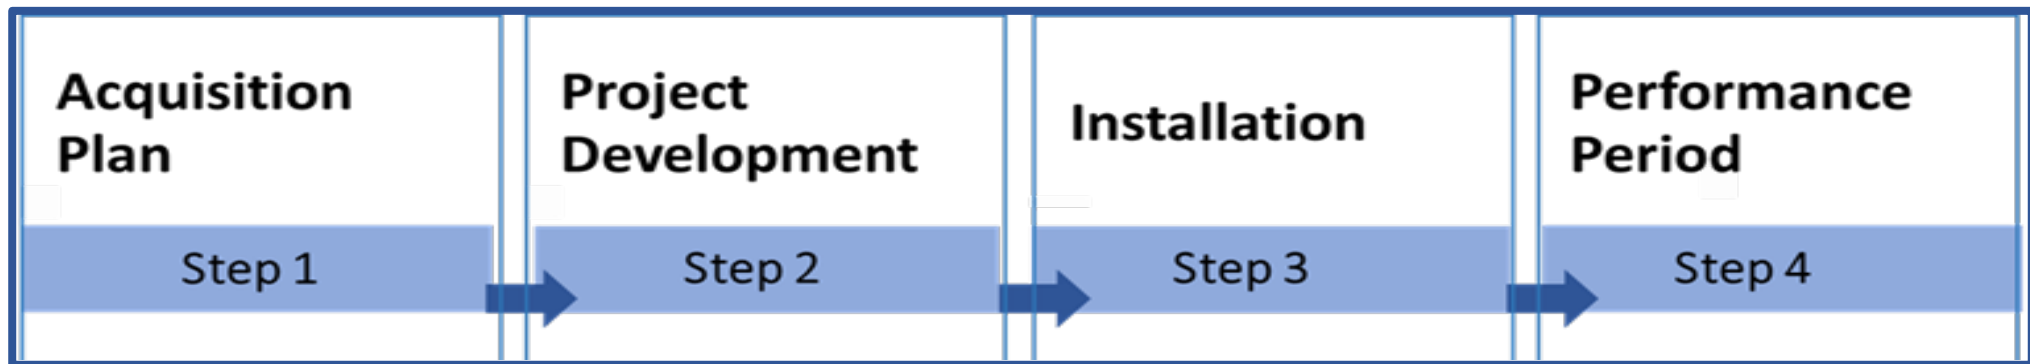 Acquisition
Plan
Step 1
Project
Development
Step 2
Installation
Step 3
Performance
Period
Step 4